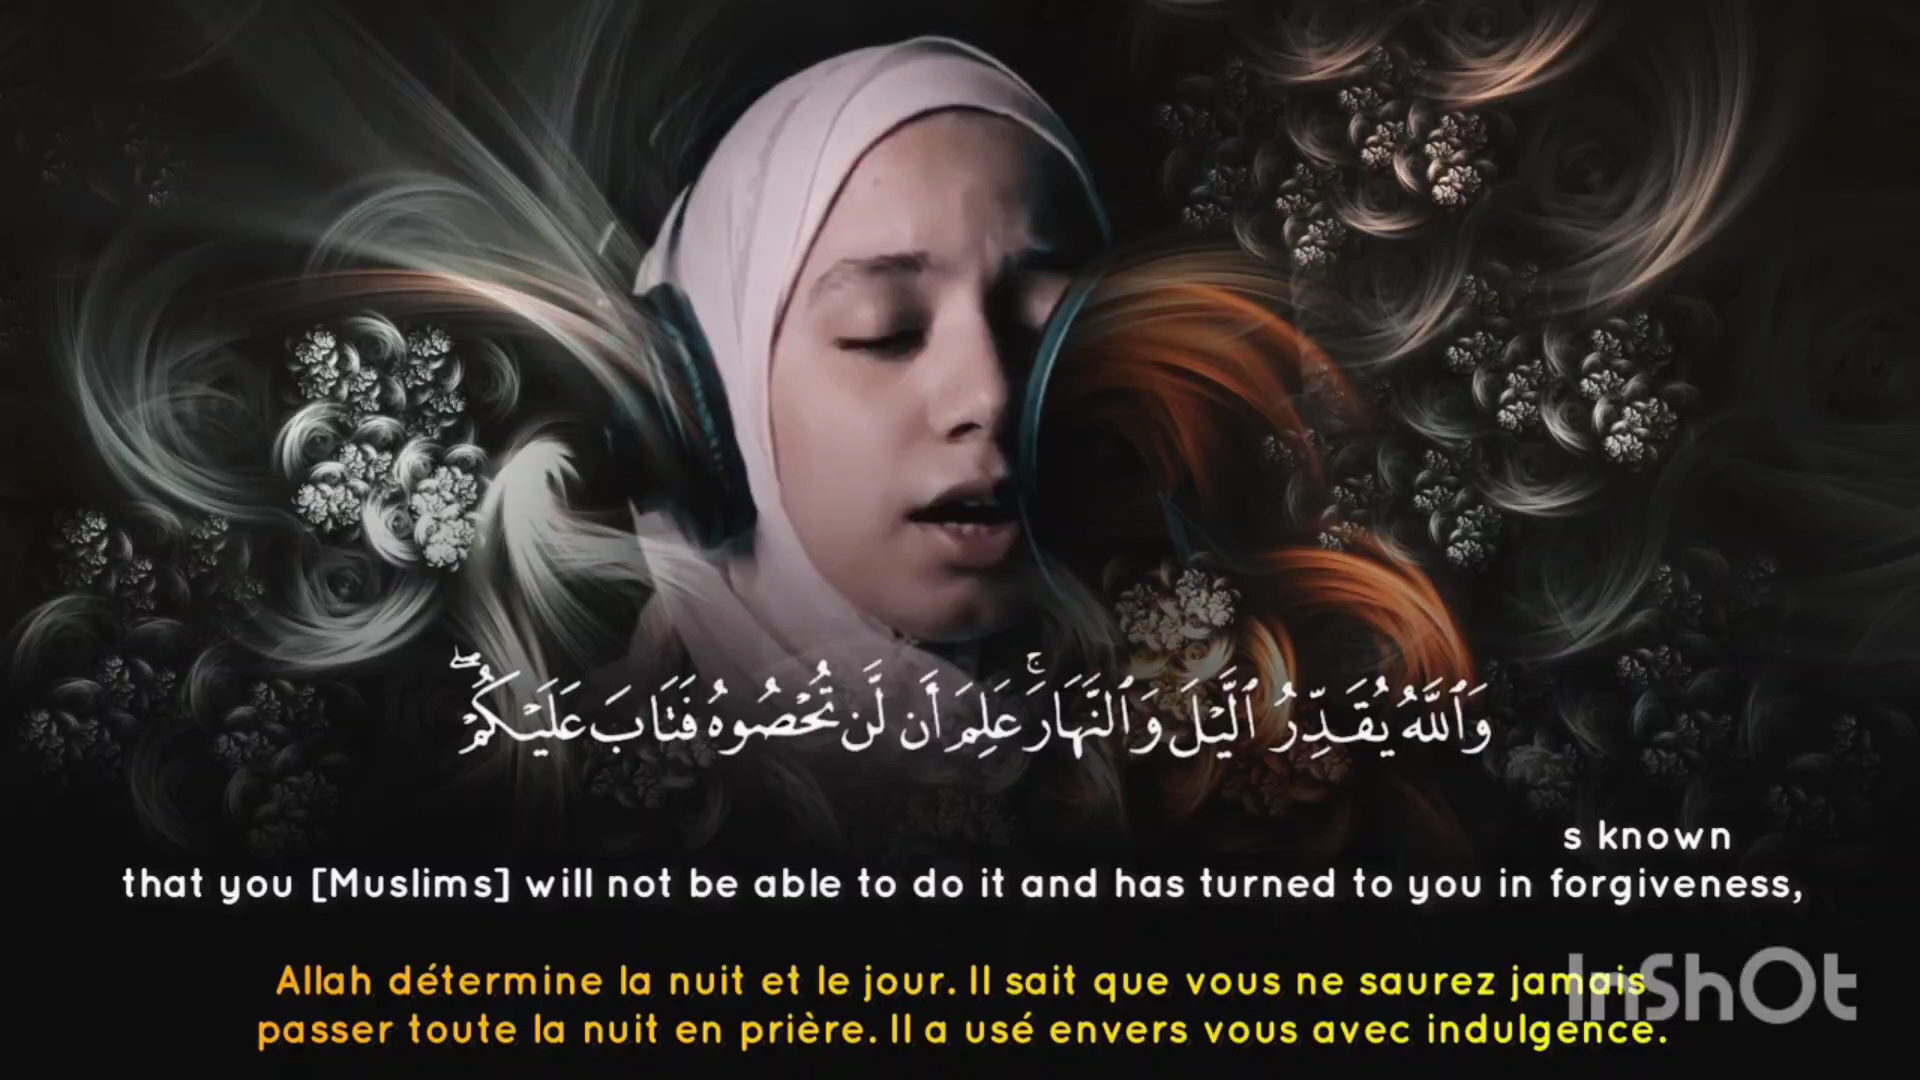 وَٱللَّهُ يُقَدِّرُ ٱلَّيْلَ وَٱلنَّهَارَ ۚ عَلِمَ أَن لَّن تُحْصُوهُ فَتَابَ عَلَيْكُمْ ۖ
s known
that you [Muslims] will not be able to do it and has turned to you in forgiveness,
Allah détermine la nuit et le jour. Il sait que vous ne saurez jamais
passer toute la nuit en prière. Il a usé envers vous avec indulgence.
InShOt